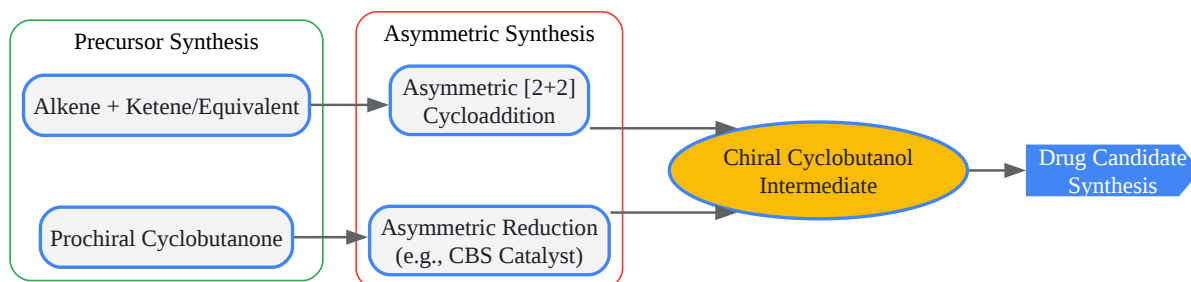 Precursor Synthesis
Alkene + Ketene/Equivalent
Prochiral Cyclobutanone
Asymmetric Synthesis
Asymmetric [2+2]
Cycloaddition
Asymmetric Reduction
(e.g., CBS Catalyst)
Chiral Cyclobutanol
Intermediate
Drug Candidate
Synthesis